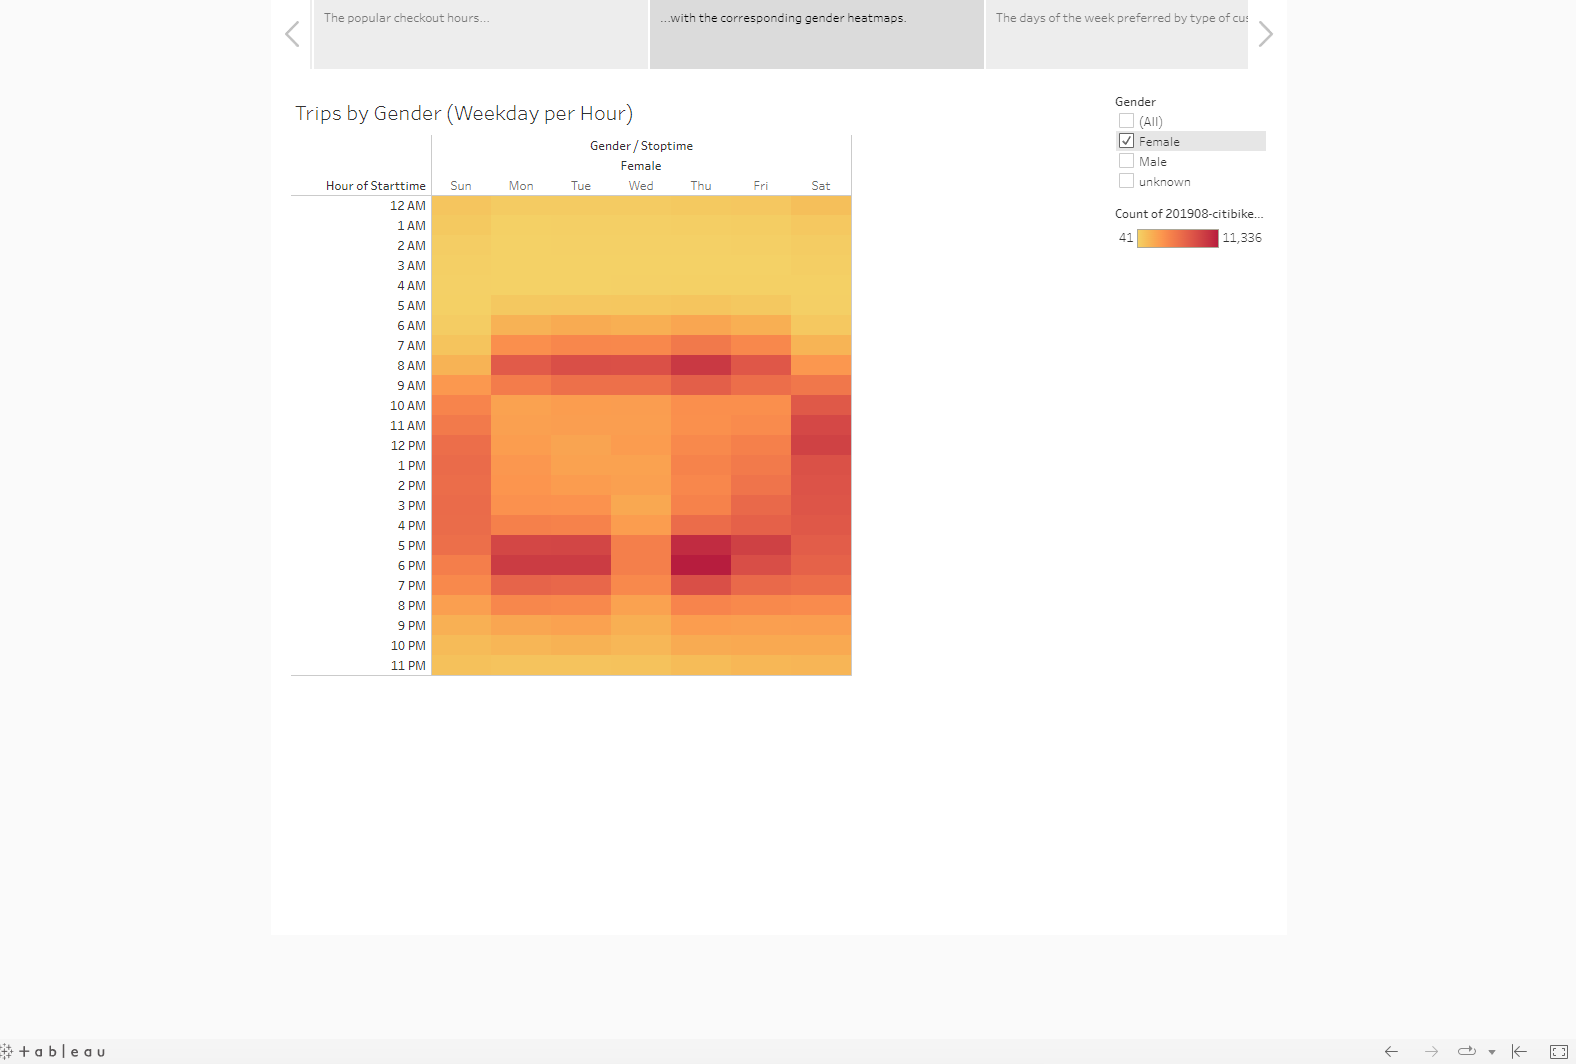 The popular checkout hours...
...with the corresponding gender heatmaps.
The days of the week preferred by type of cus
Trips by Gender (Weekday per Hour)
Gender / Stoptime
Female
Hour of Starttime Sun Mon Tue Wed Thu Fri Sat
12 AM
1 AM
2 AM
3 AM
4 AM
5 AM
6 AM
7 AM
8 AM
9 AM
10 AM
11 AM
12 PM
1 PM
2 PM
3 PM
4 PM
5 PM
6 PM
7 PM
8 PM
9 PM
10 PM
11 PM
Gender
(All)
Female
Male
unknown
Count of 201908-citibike...
41 11,336
+ a b l e a u